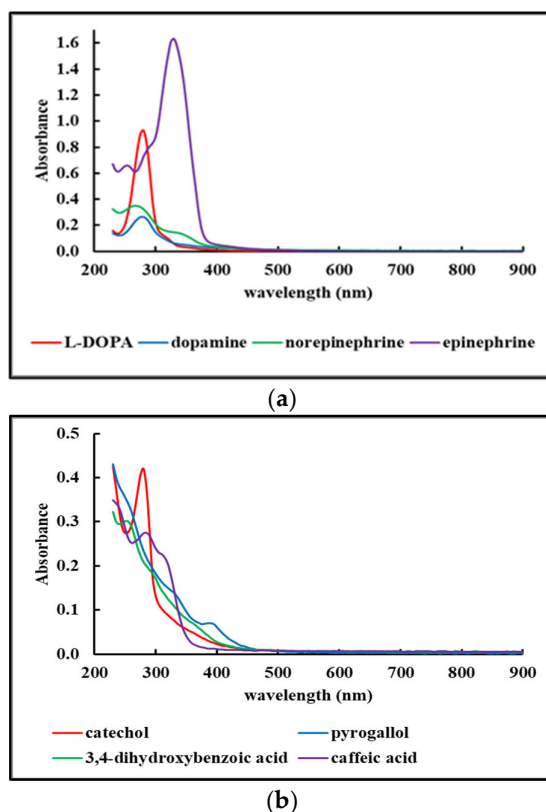 1.6
1.4
1.2
1.0
0.8
0.6
0.4
0.2
0.0
Absorbance
200 300 400 500 600 700 800 900
wavelength (nm)
L-DOPA dopamine norepinephrine epinephrine
(a)
0.5
0.4
0.3
0.2
0.1
0.0
Absorbance
200 300 400 500 600 700 800 900
wavelength (nm)
catechol pyrogallol
3,4-dihydroxybenzoic acid caffeic acid
(b)